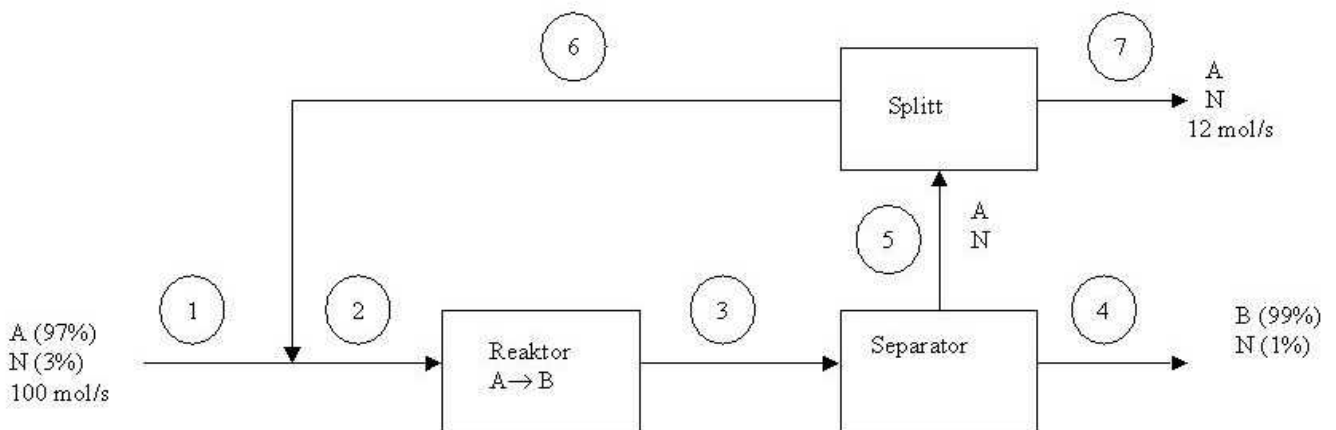 6
7
A
N
12 mol/s
Splitt
A
N
5
1
2
3
4
A (97%)
N (3%)
100 mol/s
Reaktor
A→ B
Separator
B (99%)
N (1%)